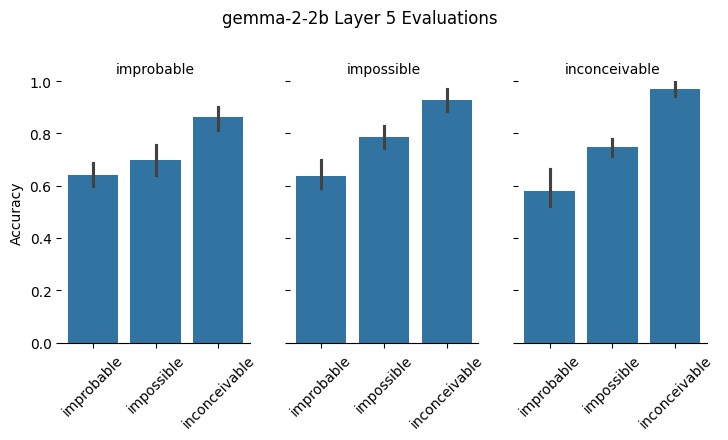 gemma-2-2b Layer 5 Evaluations
improbable
impossible
inconceivable
Accuracy
1.0
0.8
0.6
0.4
0.2
0.0
improbable
impossible
inconceivable
improbable
impossible
inconceivable
improbable
impossible
inconceivable